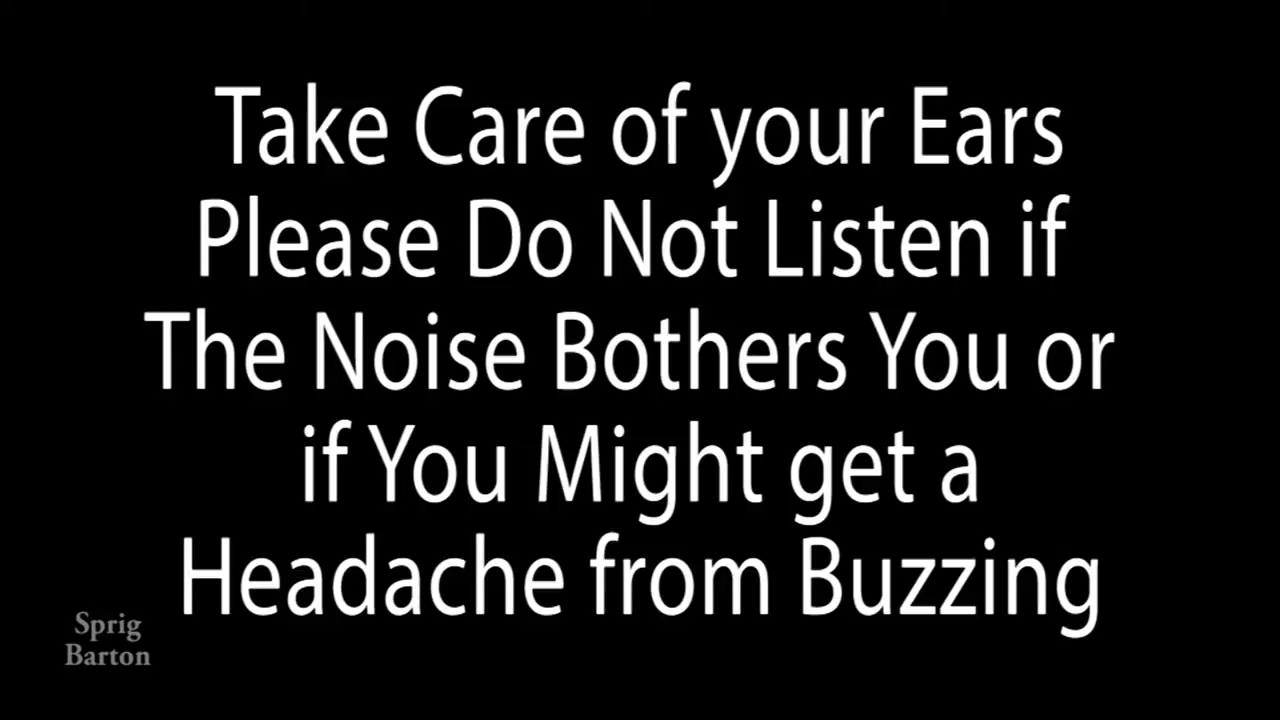 Take Care of your Ears
Please Do Not Listen if
The Noise Bothers You or
if You Might get a
Headache from Buzzing
Sprig
Barton